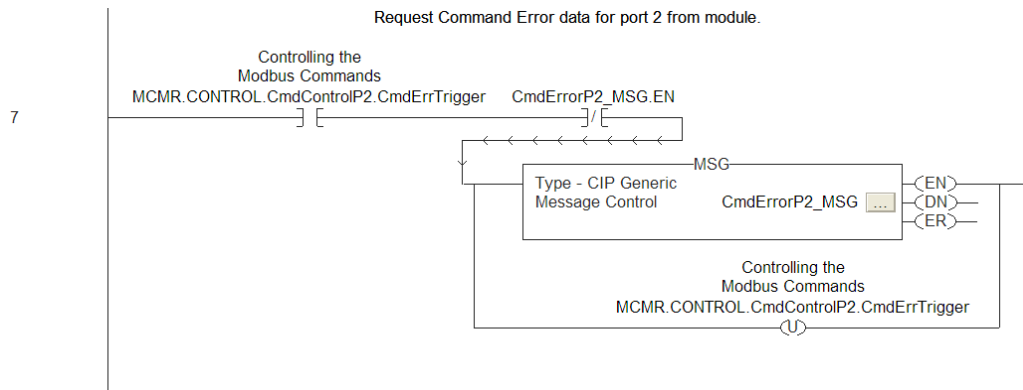 Request Command Error data for port 2 from module.
Controlling the
Modbus Commands
MCMR.CONTROL.CmdControlP2.CmdErrTrigger CmdErrorP2_MSG.EN
7
/
MSG
Type - CIP Generic
Message Control CmdErrorP2_MSG ...
EN
DN
ER
Controlling the
Modbus Commands
MCMR.CONTROL.CmdControlP2.CmdErrTrigger
U